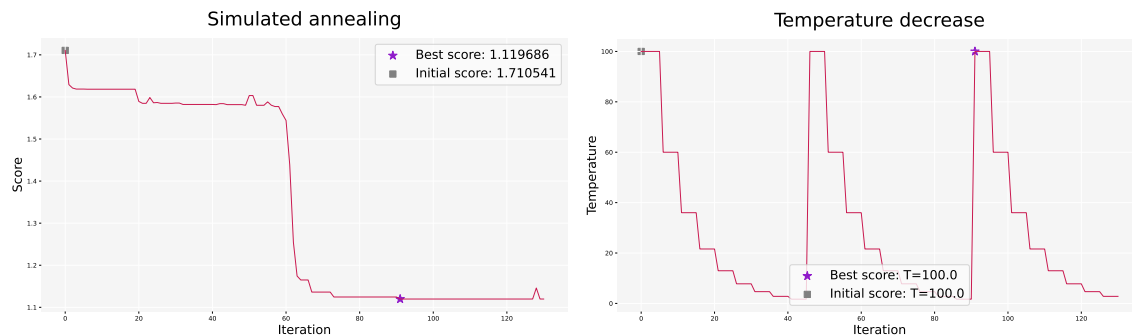 Simulated annealing
Score
1.7
1.6
1.5
1.4
1.3
1.2
1.1
Best score: 1.119686
Initial score: 1.710541
0
20
40
60
80
100
120
Iteration
Temperature decrease
Temperature
100
80
60
40
20
0
Best score: T=100.0
Initial score: T=100.0
0
20
40
60
80
100
120
Iteration